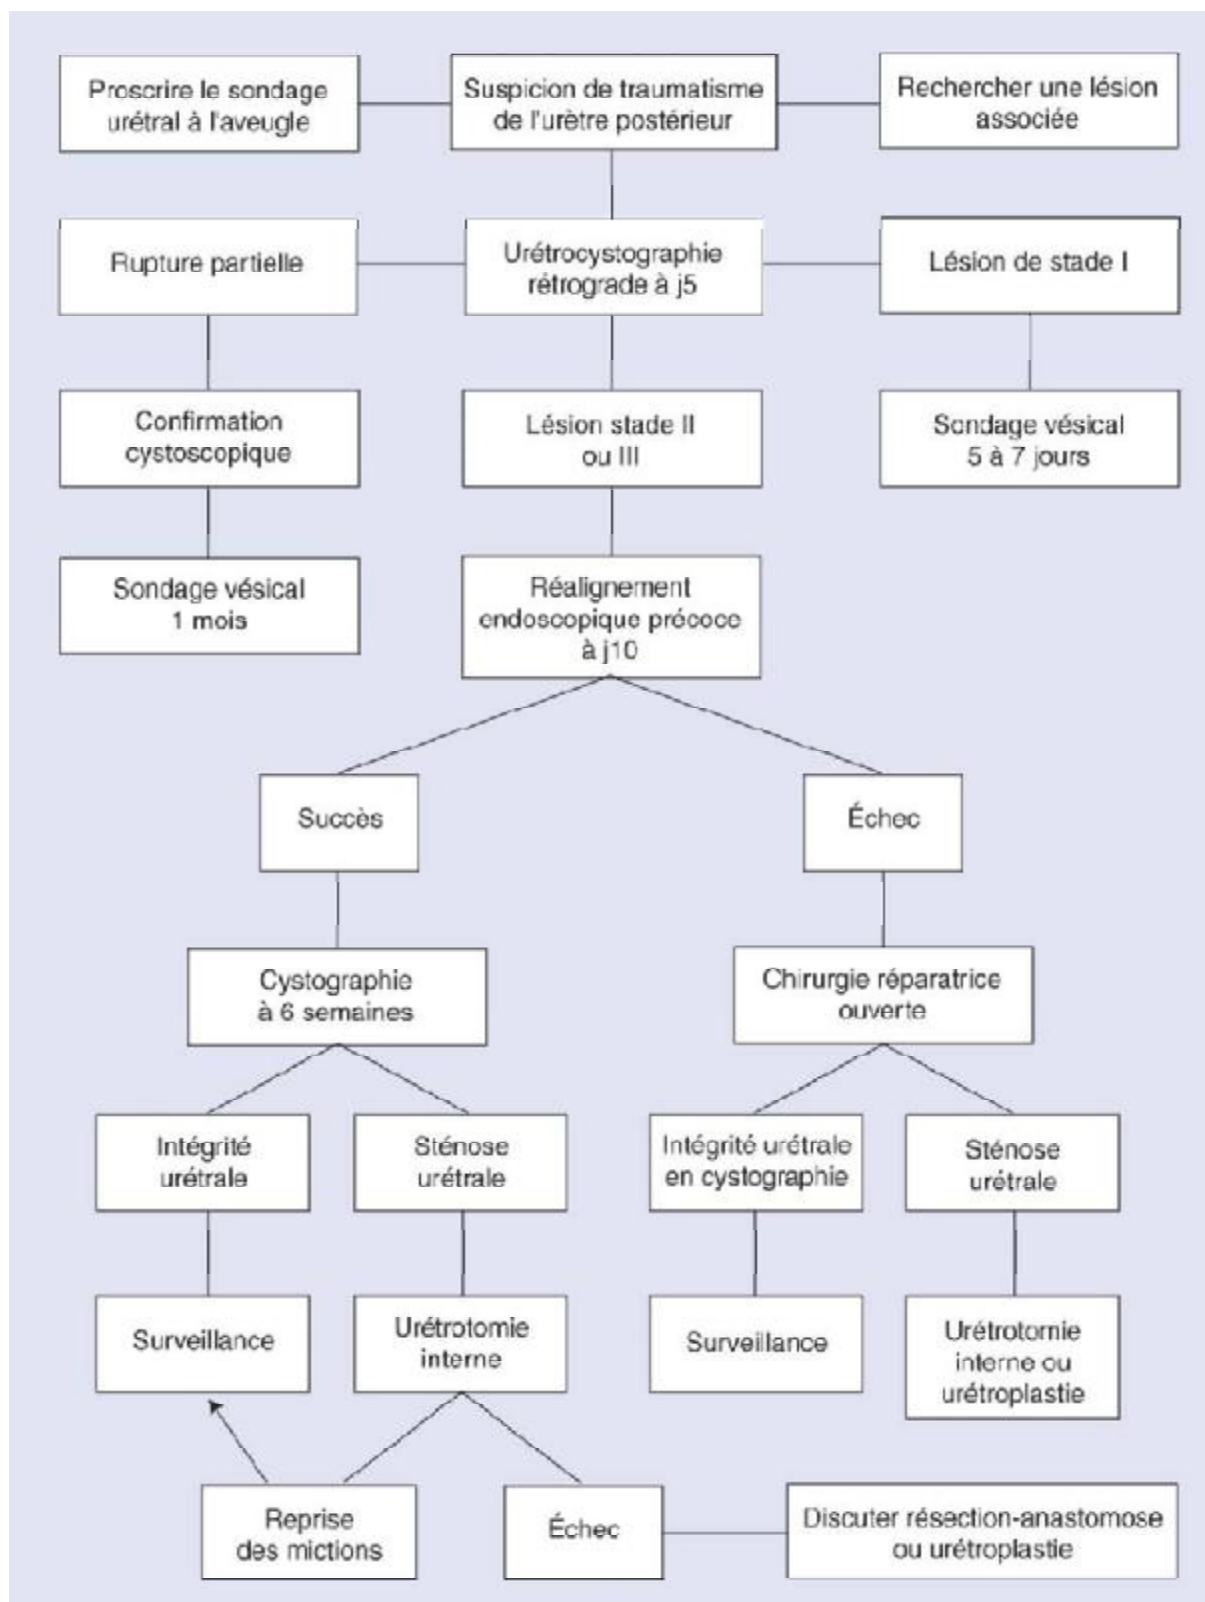 Proscrire le sondage
urétral à l'aveugle
Suspicion de traumatisme
de l'urètre postérieur
Rechercher une lésion
associée
Rupture partielle
Urétrocystographie
rétrograde à j5
Lésion de stade I
Confirmation
cystoscopique
Lésion stade II
ou III
Sondage vésical
5 à 7 jours
Sondage vésical
1 mois
Réalignement
endoscopique précoce
à j10
Succès
Échec
Cystographie
à 6 semaines
Chirurgie réparatrice
ouverte
Intégrité
urétrale
Sténose
urétrale
Intégrité urétrale
en cystographie
Sténose
urétrale
Surveillance
Urétrotomie
interne
Surveillance
Urétrotomie
interne ou
urétroplastie
Reprise
des mictions
Échec
Discuter résection-anastomose
ou urétroplastie